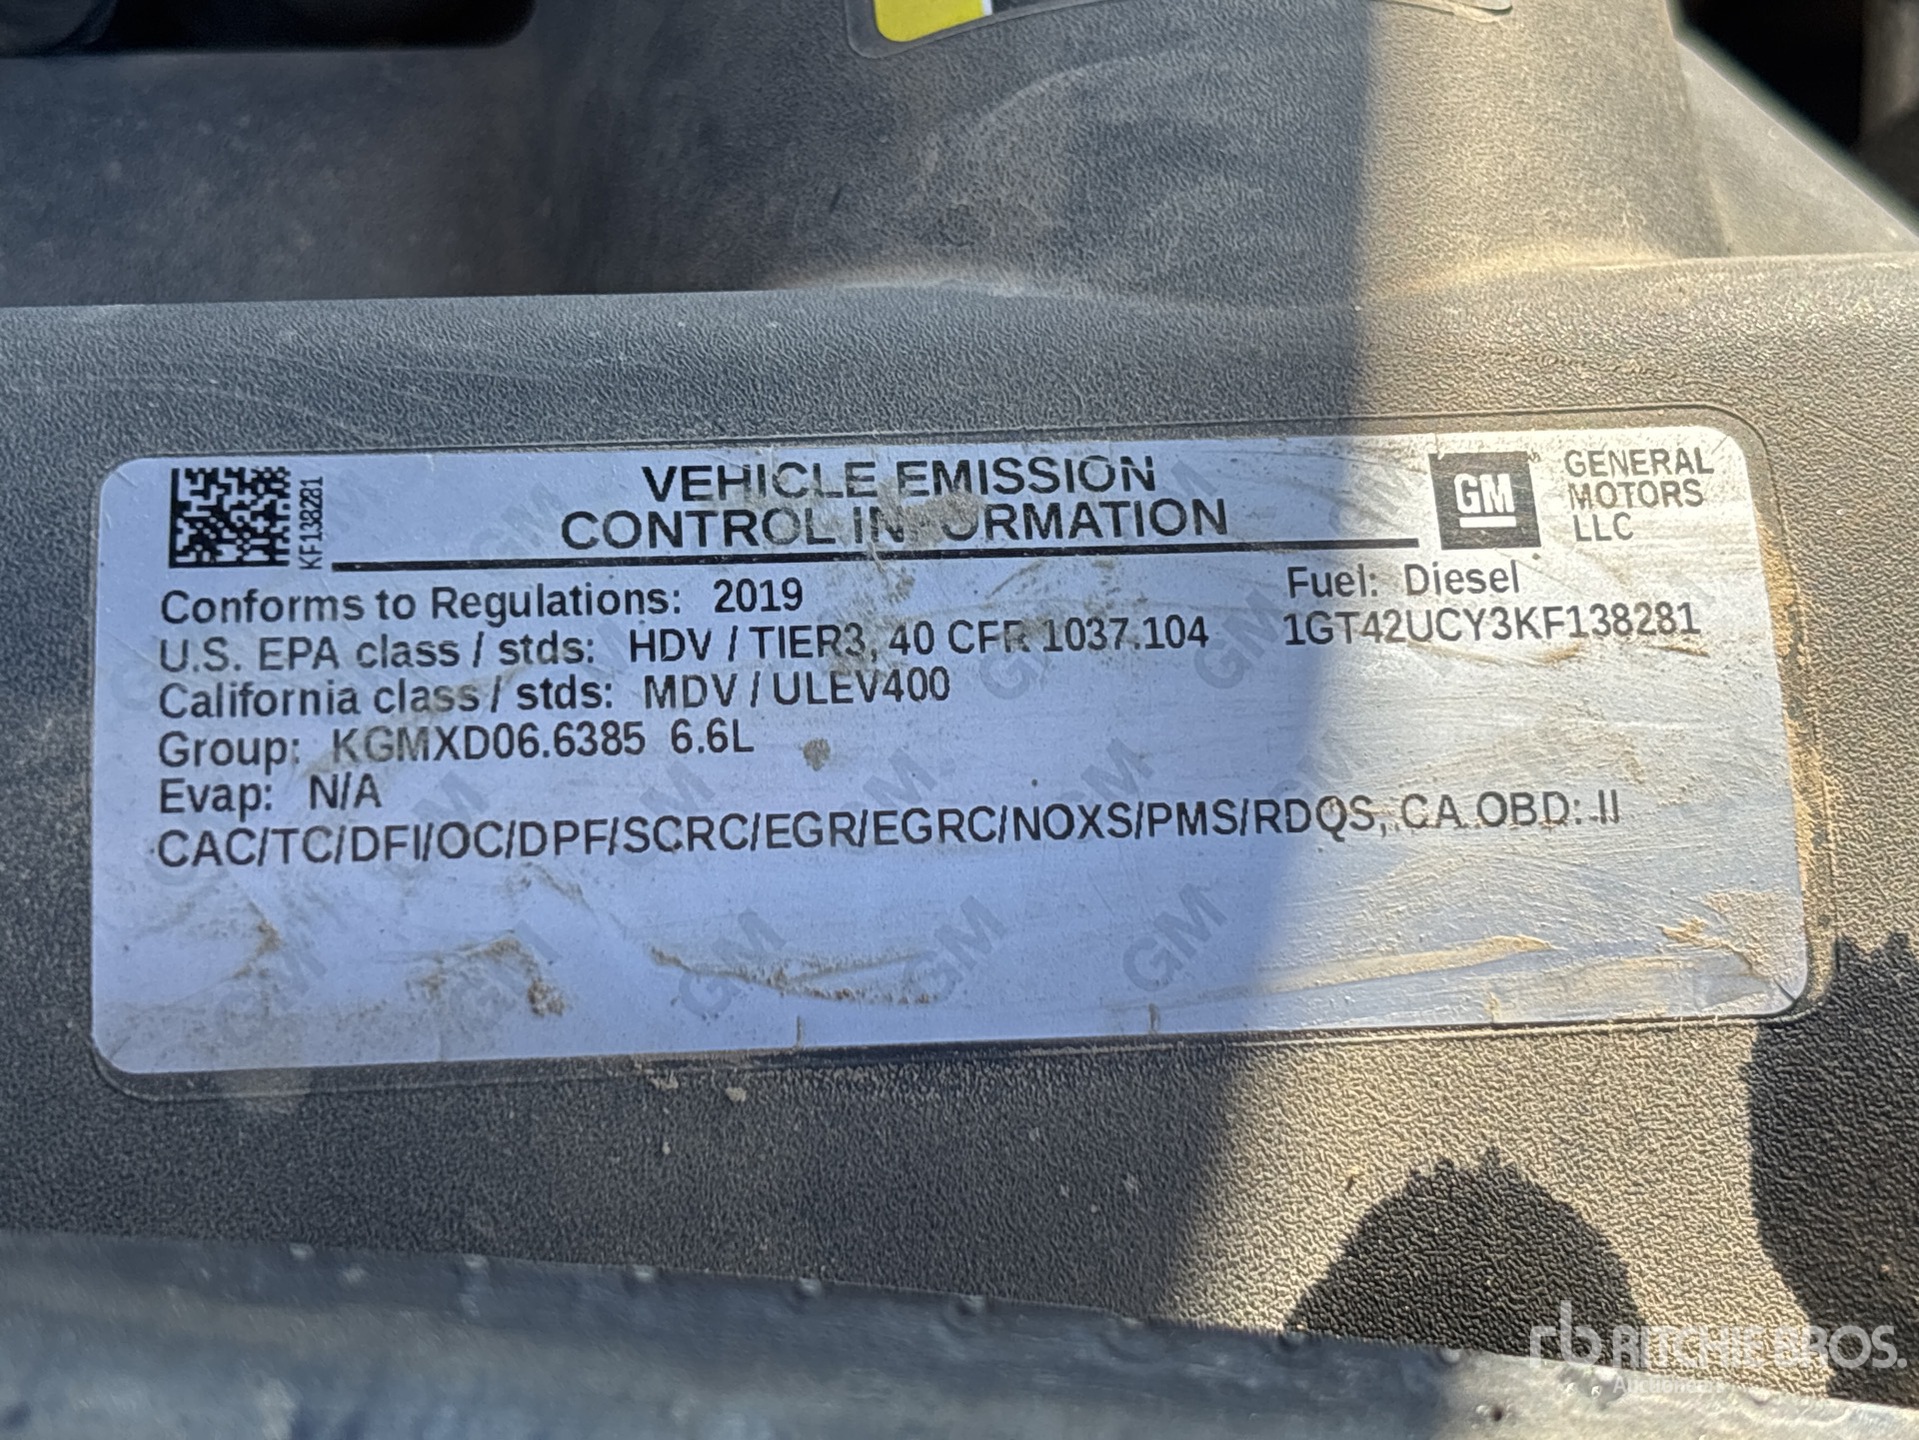 KF138281
VEHICLE EMISSION
CONTROL INFORMATION
GM
GENERAL
MOTORS
LLC
Conforms to Regulations: 2019
Fuel: Diesel
U.S. EPA class / stds: HDV / TIER3, 40 CFR 1037.104
1GT42UCY3KF138281
California class / stds: MDV / ULEV400
Group: KGMXD06.6385 6.6L
Evap: N/A
CAC/TC/DFI/OC/DPF/SCRC/EGR/EGRC/NOXS/PMS/RDQS, CA OBD: II
rb RITCHIE BROS.
Auctioneers